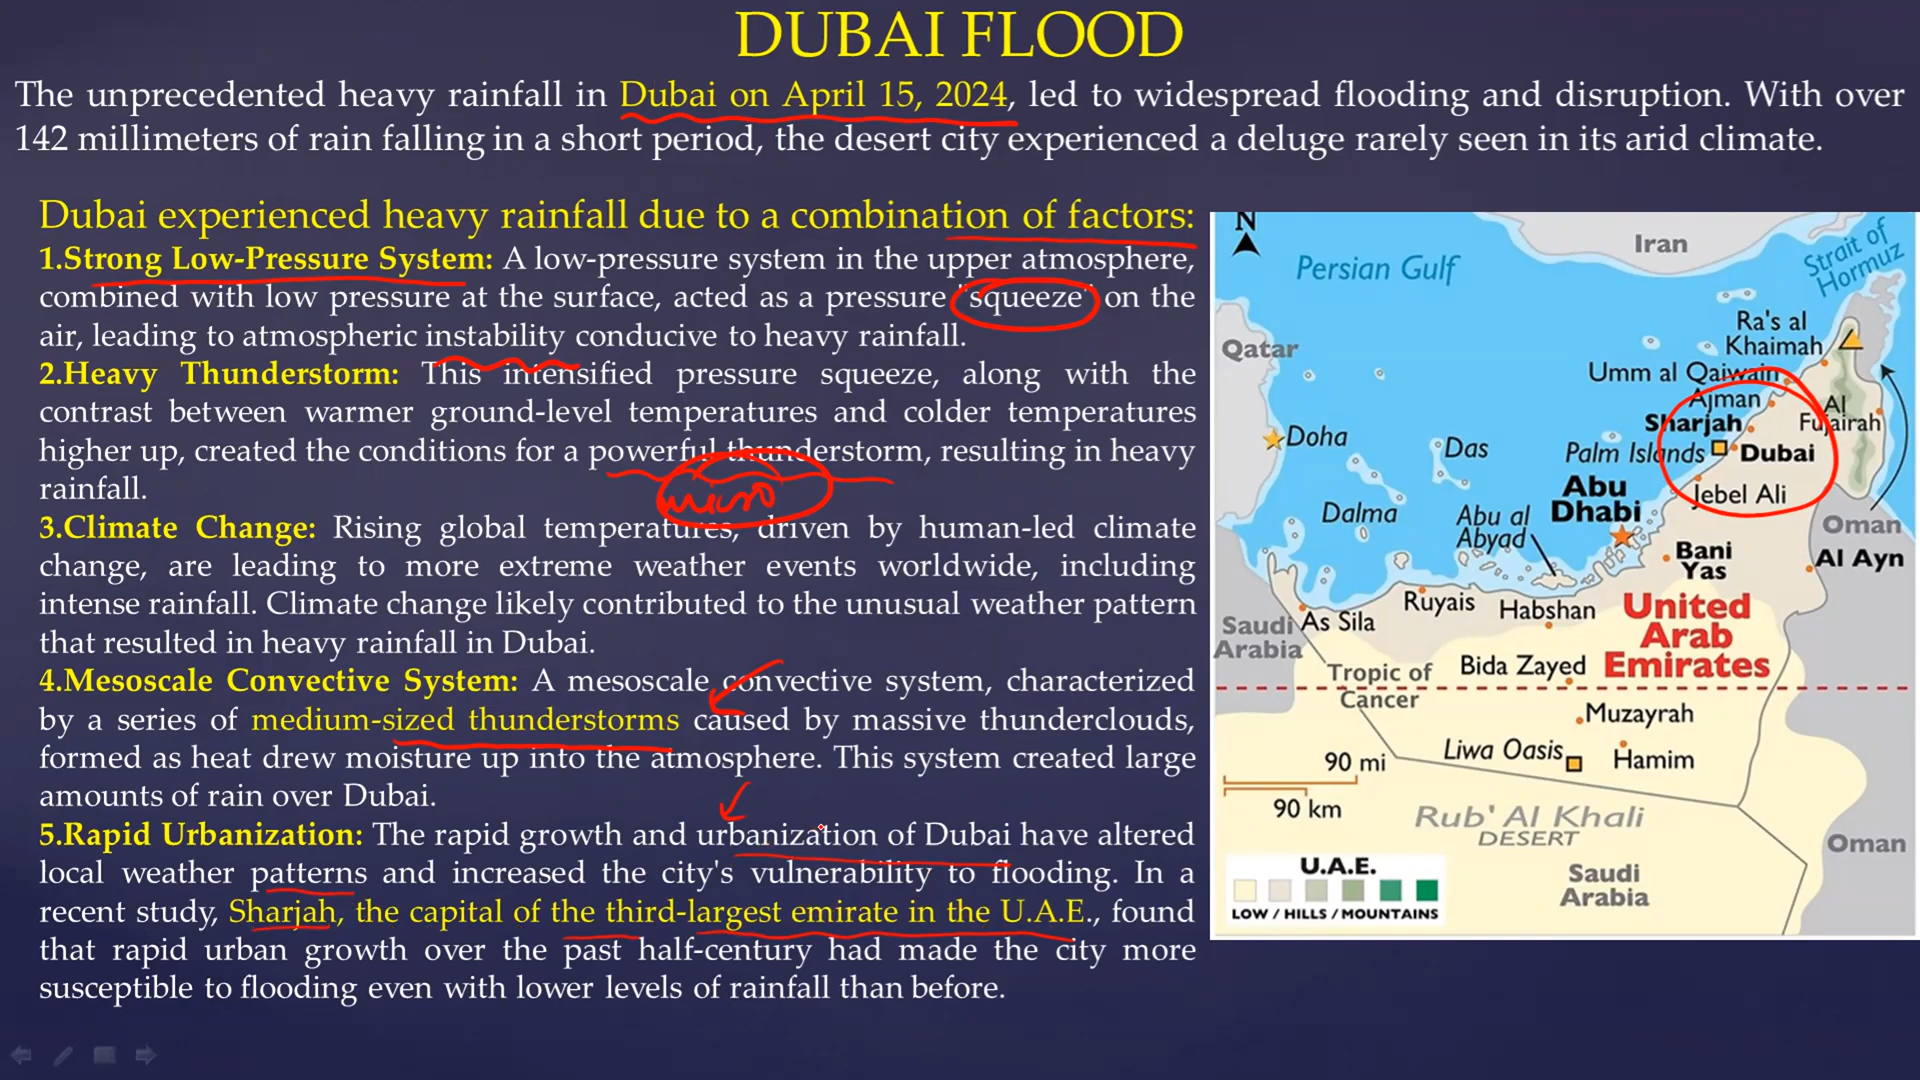 DUBAI FLOOD
The unprecedented heavy rainfall in Dubai on April 15, 2024, led to widespread flooding and disruption. With over
142 millimeters of rain falling in a short period, the desert city experienced a deluge rarely seen in its arid climate.
Dubai experienced heavy rainfall due to a combination of factors:
1.Strong Low-Pressure System: A low-pressure system in the upper atmosphere,
combined with low pressure at the surface, acted as a pressure "squeeze" on the
air, leading to atmospheric instability conducive to heavy rainfall.
2.Heavy Thunderstorm: This intensified pressure squeeze, along with the
contrast between warmer ground-level temperatures and colder temperatures
higher up, created the conditions for a powerful thunderstorm, resulting in heavy
rainfall.
3.Climate Change: Rising global temperatures, driven by human-led climate
change, are leading to more extreme weather events worldwide, including
intense rainfall. Climate change likely contributed to the unusual weather pattern
that resulted in heavy rainfall in Dubai.
4.Mesoscale Convective System: A mesoscale convective system, characterized
by a series of medium-sized thunderstorms caused by massive thunderclouds,
formed as heat drew moisture up into the atmosphere. This system created large
amounts of rain over Dubai.
5.Rapid Urbanization: The rapid growth and urbanization of Dubai have altered
local weather patterns and increased the city's vulnerability to flooding. In a
recent study, Sharjah, the capital of the third-largest emirate in the U.A.E., found
that rapid urban growth over the past half-century had made the city more
susceptible to flooding even with lower levels of rainfall than before.
N
Iran
Persian Gulf
Strait of
Hormuz
Ra's al
Khaimah
Qatar
Umm al Qaiwain
Ajman
Al
Fujairah
Sharjah
Doha
Das
Palm Islands
Dubai
Abu
Dhabi
Jebel Ali
Dalma
Abu al
Abyad
Oman
Bani
Yas
Al Ayn
Ruyais
Habshan
United
Arab
Emirates
Saudi
Arabia
As Sila
Tropic of
Cancer
Bida Zayed
Muzayrah
Liwa Oasis
Hamim
90 mi
90 km
Rub' Al Khali
DESERT
Oman
Saudi
Arabia
U.A.E.
LOW / HILLS / MOUNTAINS